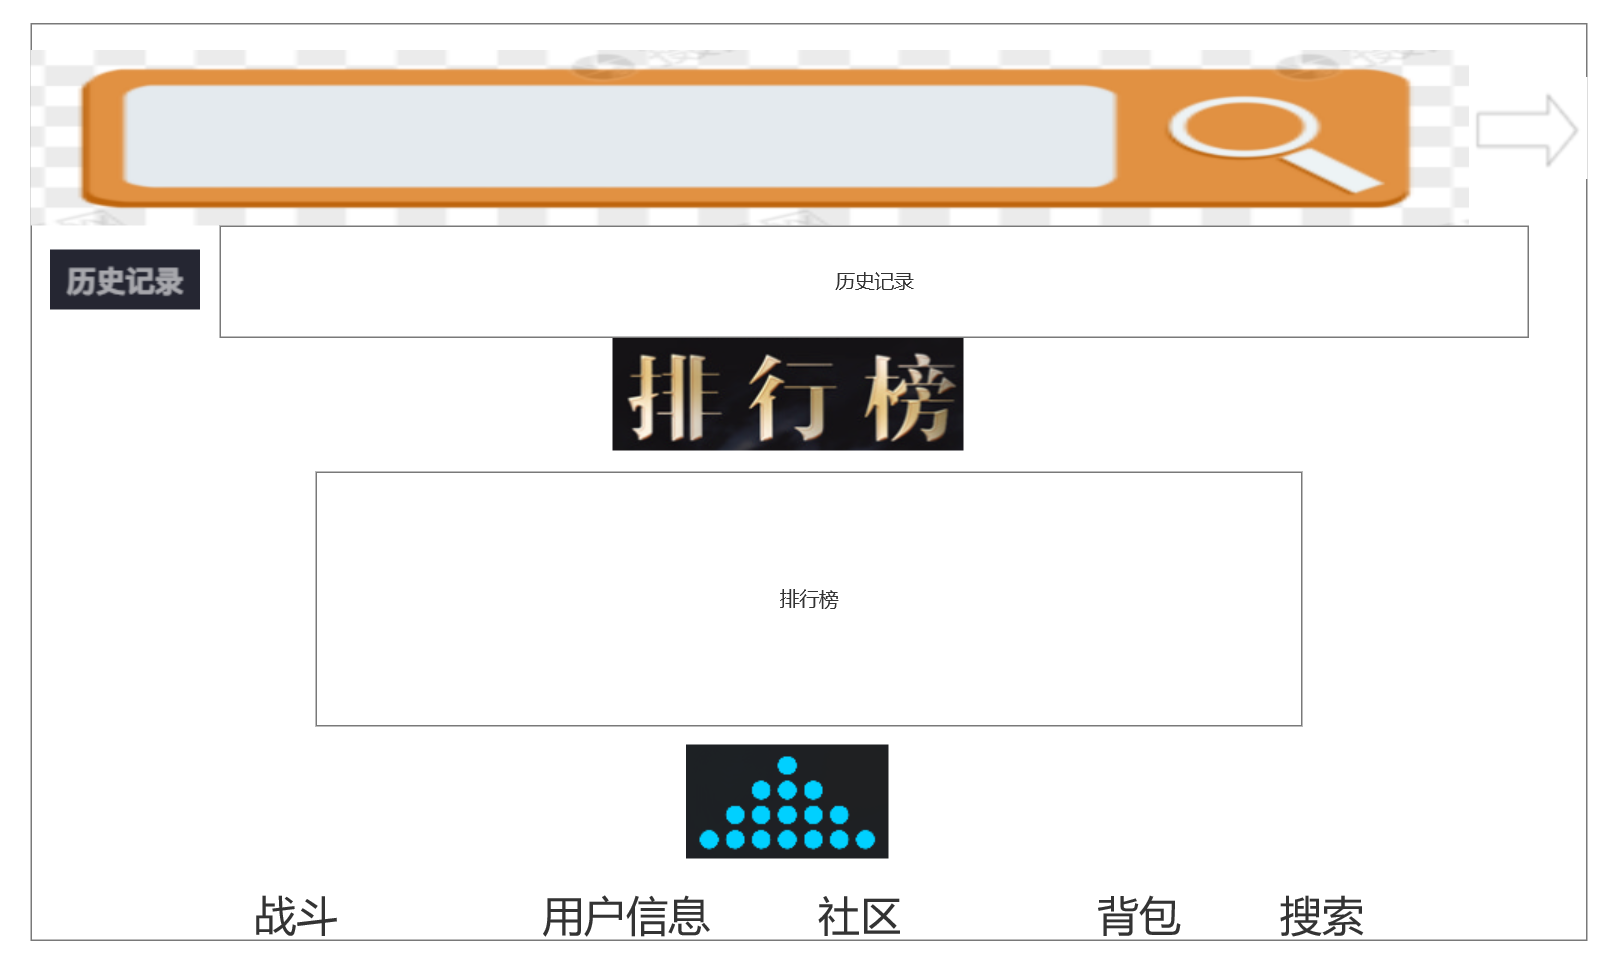 历史记录
历史记录
排行榜
排行榜
战斗 用户信息 社区 背包 搜索